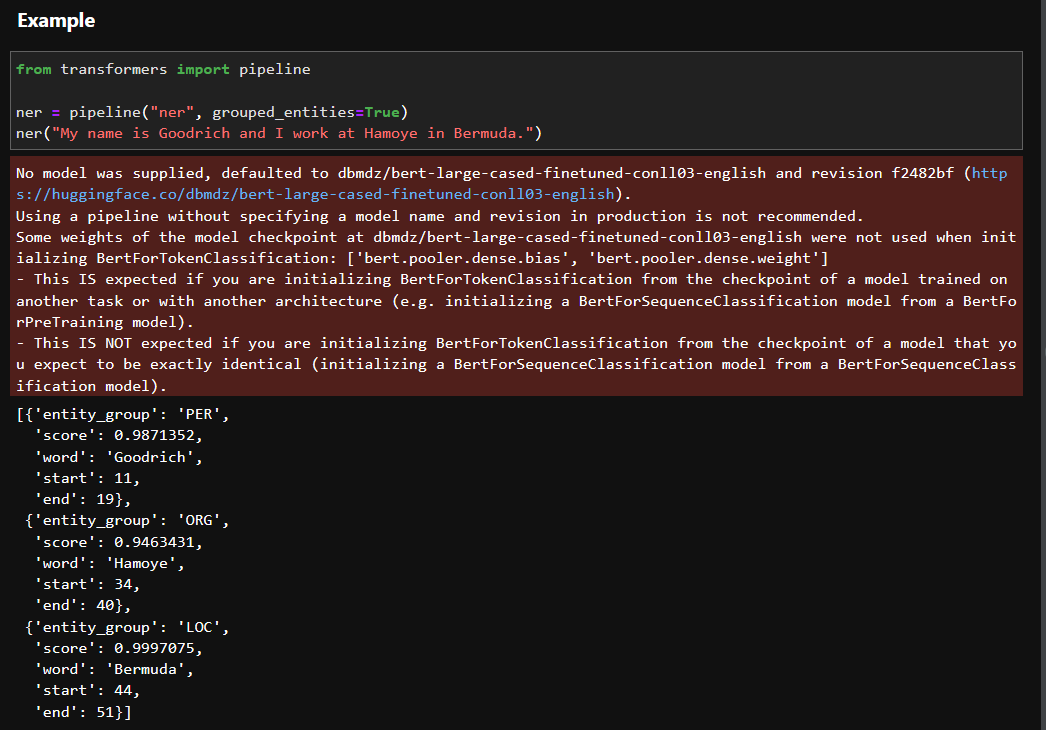 Example
from transformers import pipeline
ner = pipeline("ner", grouped_entities=True)
ner("My name is Goodrich and I work at Hamoye in Bermuda.")
No model was supplied, defaulted to dbmdz/bert-large-cased-finetuned-conll03-english and revision f2482bf (http
s://huggingface.co/dbmdz/bert-large-cased-finetuned-conll03-english).
Using a pipeline without specifying a model name and revision in production is not recommended.
Some weights of the model checkpoint at dbmdz/bert-large-cased-finetuned-conll03-english were not used when init
ializing BertForTokenClassification: ['bert.pooler.dense.bias', 'bert.pooler.dense.weight']
- This IS expected if you are initializing BertForTokenClassification from the checkpoint of a model trained on
another task or with another architecture (e.g. initializing a BertForSequenceClassification model from a BertFo
rPreTraining model).
- This IS NOT expected if you are initializing BertForTokenClassification from the checkpoint of a model that yo
u expect to be exactly identical (initializing a BertForSequenceClassification model from a BertForSequenceClass
ification model).
[{'entity_group': 'PER',
'score': 0.9871352,
'word': 'Goodrich',
'start': 11,
'end': 19},
{'entity_group': 'ORG',
'score': 0.9463431,
'word': 'Hamoye',
'start': 34,
'end': 40},
{'entity_group': 'LOC',
'score': 0.9997075,
'word': 'Bermuda',
'start': 44,
'end': 51}]